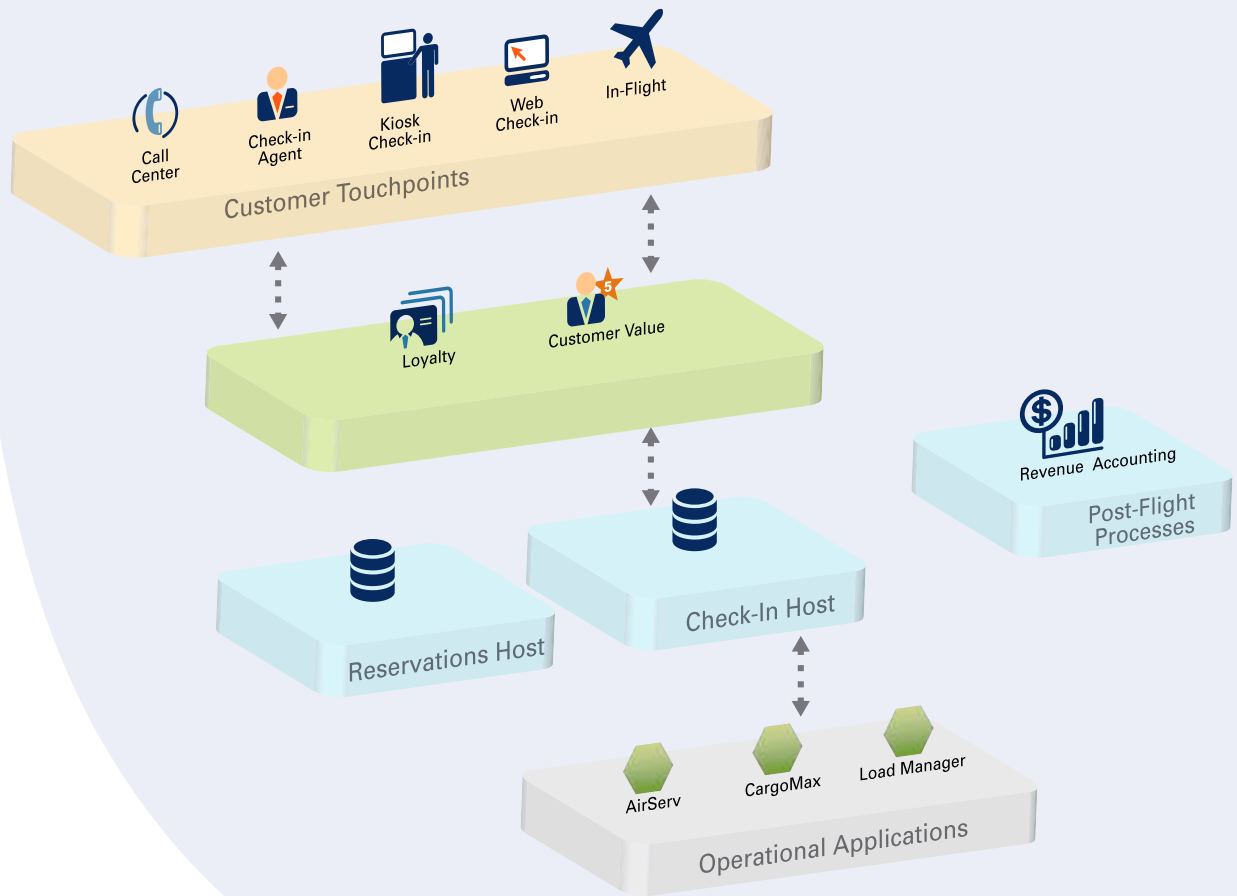 Call
Center
Check-in
Agent
Kiosk
Check-in
Web
Check-in
In-Flight
Customer Touchpoints
Loyalty
5
Customer Value
$
Revenue Accounting
Post-Flight
Processes
Reservations Host
Check-In Host
AirServ
CargoMax
Load Manager
Operational Applications